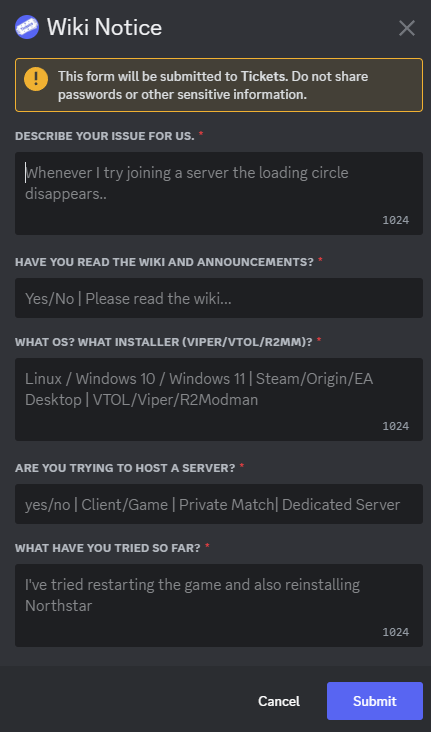 Wiki Notice
This form will be submitted to Tickets. Do not share
passwords or other sensitive information.
DESCRIBE YOUR ISSUE FOR US. *
Whenever I try joining a server the loading circle
disappears..
1024
HAVE YOU READ THE WIKI AND ANNOUNCEMENTS? *
Yes/No | Please read the wiki...
WHAT OS? WHAT INSTALLER (VIPER/VTOL/R2MM)? *
Linux / Windows 10 / Windows 11 | Steam/Origin/EA
Desktop | VTOL/Viper/R2Modman
1024
ARE YOU TRYING TO HOST A SERVER? *
yes/no | Client/Game | Private Match| Dedicated Server
WHAT HAVE YOU TRIED SO FAR? *
I've tried restarting the game and also reinstalling
Northstar
1024
Cancel
Submit